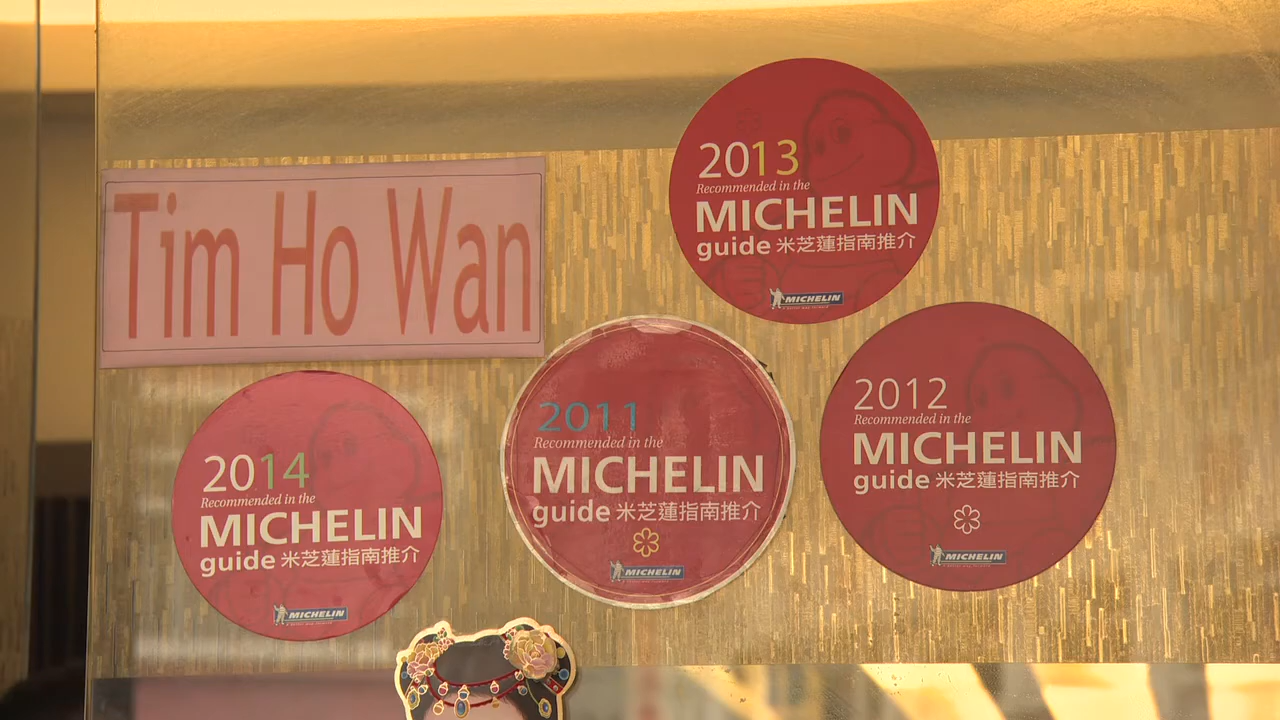 Tim Ho Wan
2013
Recommended in the
MICHELIN
guide 米芝蓮指南推介
MICHELIN
2014
Recommended in the
MICHELIN
guide 米芝蓮指南推介
MICHELIN
2011
Recommended in the
MICHELIN
guide 米芝蓮指南推介
MICHELIN
2012
Recommended in the
MICHELIN
guide 米芝蓮指南推介
MICHELIN